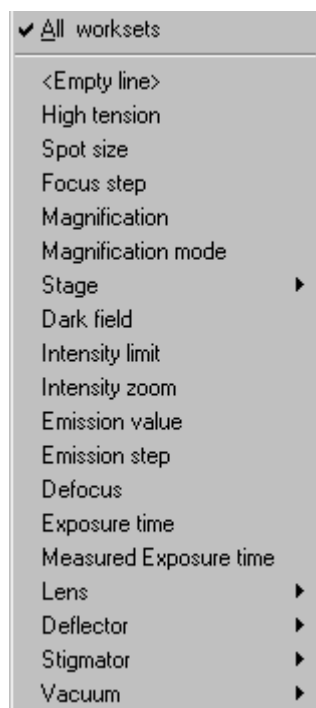 All worksets
<Empty line>
High tension
Spot size
Focus step
Magnification
Magnification mode
Stage
Dark field
Intensity limit
Intensity zoom
Emission value
Emission step
Defocus
Exposure time
Measured Exposure time
Lens
Deflector
Stigmator
Vacuum